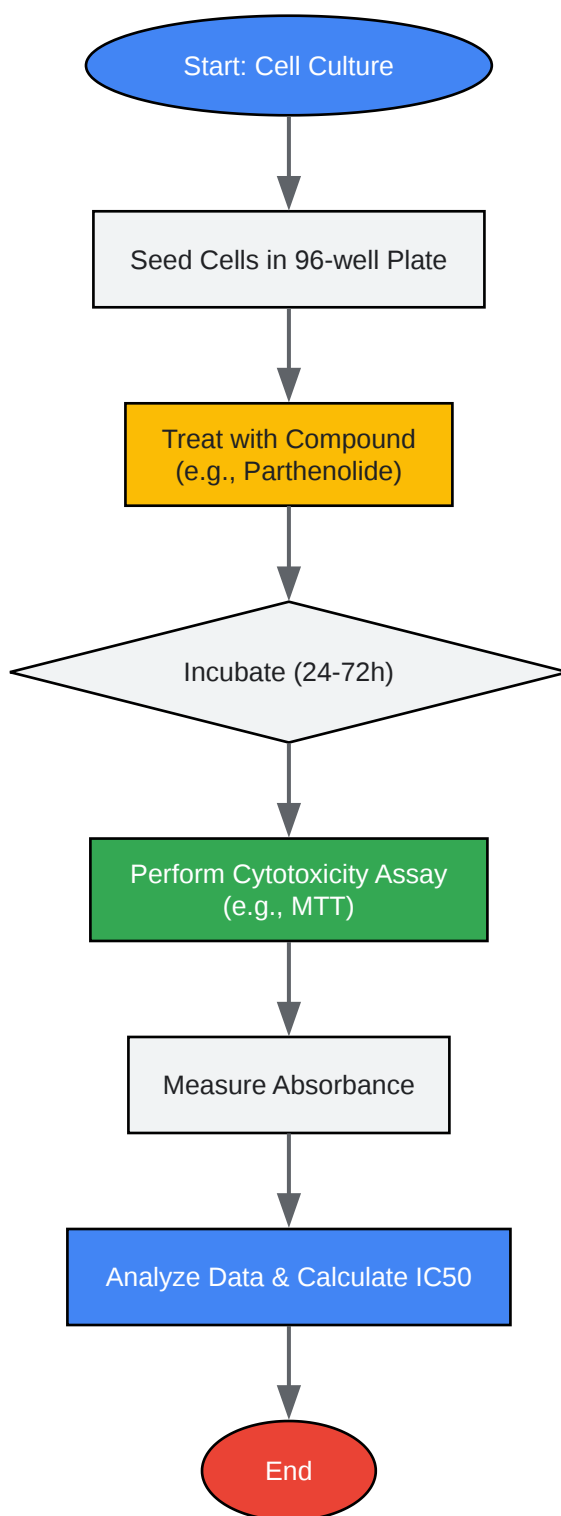 Start: Cell Culture
Seed Cells in 96-well Plate
Treat with Compound
(e.g., Parthenolide)
Incubate (24-72h)
Perform Cytotoxicity Assay
(e.g., MTT)
Measure Absorbance
Analyze Data & Calculate IC50
End